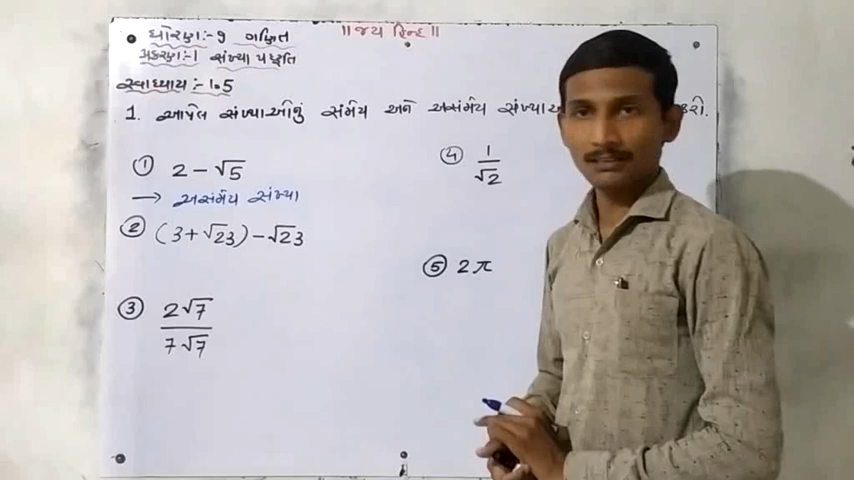 ધોરણ:-9 ગણિત
॥જય હિન્દ॥
પ્રકરણ:-1 સંખ્યા પદ્ધતિ
સ્વાધ્યાય:-1.5
1. આપેલ સંખ્યાઓનું સંમેય અને અસંમેય સંખ્યાઓ કરો.
① 2 - √5
→ અસંમેય સંખ્યા
② (3 + √23) - √23
③ 2√7 / 7√7
④ 1 / √2
⑤ 2π